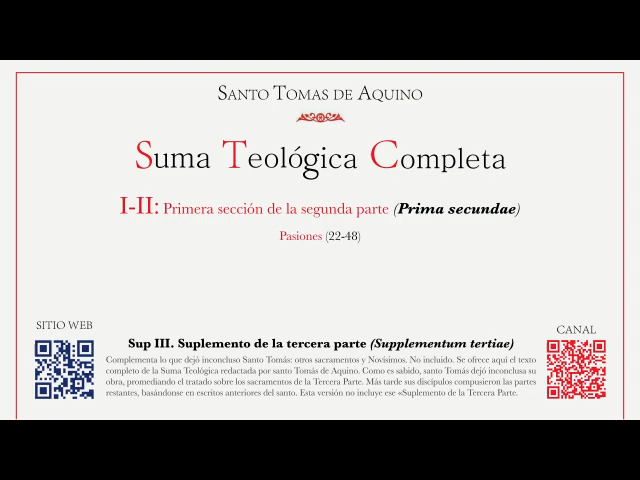 SANTO TOMAS DE AQUINO
Suma Teológica Completa
I-II: Primera sección de la segunda parte (Prima secundae)
Pasiones (22-48)
SITIO WEB
Sup III. Suplemento de la tercera parte (Supplementum tertiae)
Complementa lo que dejó inconcluso Santo Tomás: otros sacramentos y Novísimos. No incluido. Se ofrece aquí el texto
completo de la Suma Teológica redactada por santo Tomás de Aquino. Como es sabido, santo Tomás dejó inconclusa su
obra, promediando el tratado sobre los sacramentos de la Tercera Parte. Más tarde sus discípulos compusieron las partes
restantes, basándose en escritos anteriores del santo. Esta versión no incluye ese «Suplemento de la Tercera Parte.
CANAL